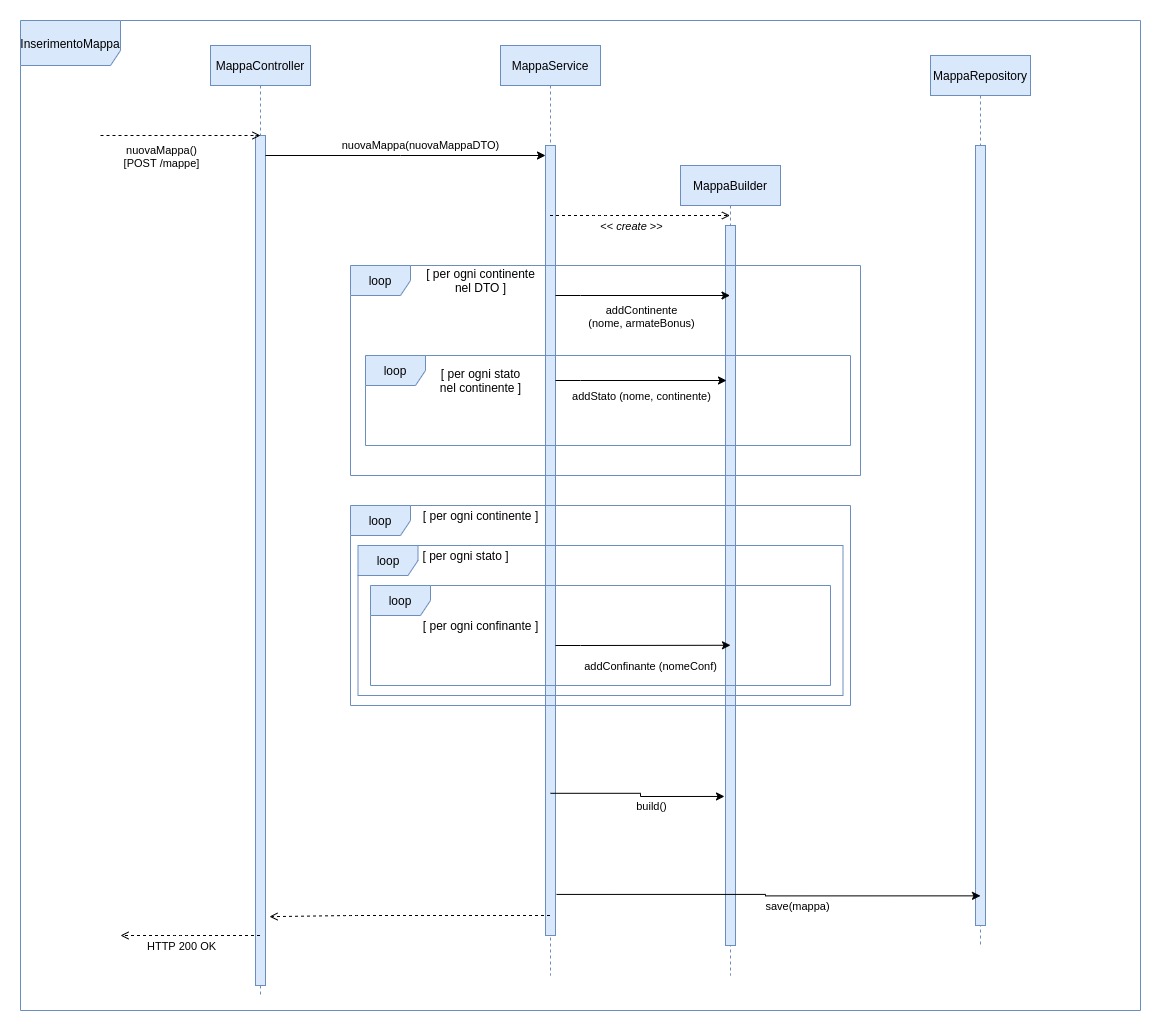 InserimentoMappa
MappaController
MappaService
MappaRepository
nuovaMappa()
[POST /mappe]
nuovaMappa(nuovaMappaDTO)
MappaBuilder
<< create >>
loop
[ per ogni continente
nel DTO ]
addContinente
(nome, armateBonus)
loop
[ per ogni stato
nel continente ]
addStato (nome, continente)
loop
[ per ogni continente ]
loop
[ per ogni stato ]
loop
[ per ogni confinante ]
addConfinante (nomeConf)
build()
save(mappa)
HTTP 200 OK